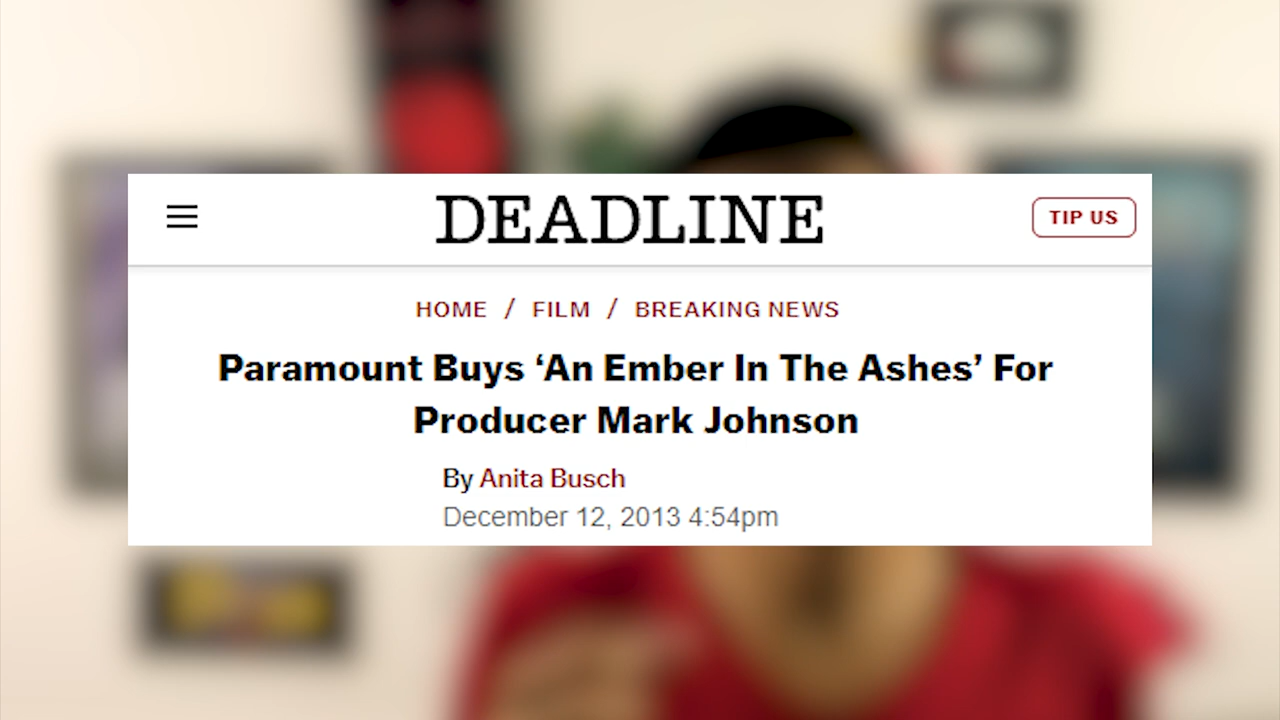 DEADLINE
TIP US
HOME / FILM / BREAKING NEWS
Paramount Buys ‘An Ember In The Ashes’ For
Producer Mark Johnson
By Anita Busch
December 12, 2013 4:54pm